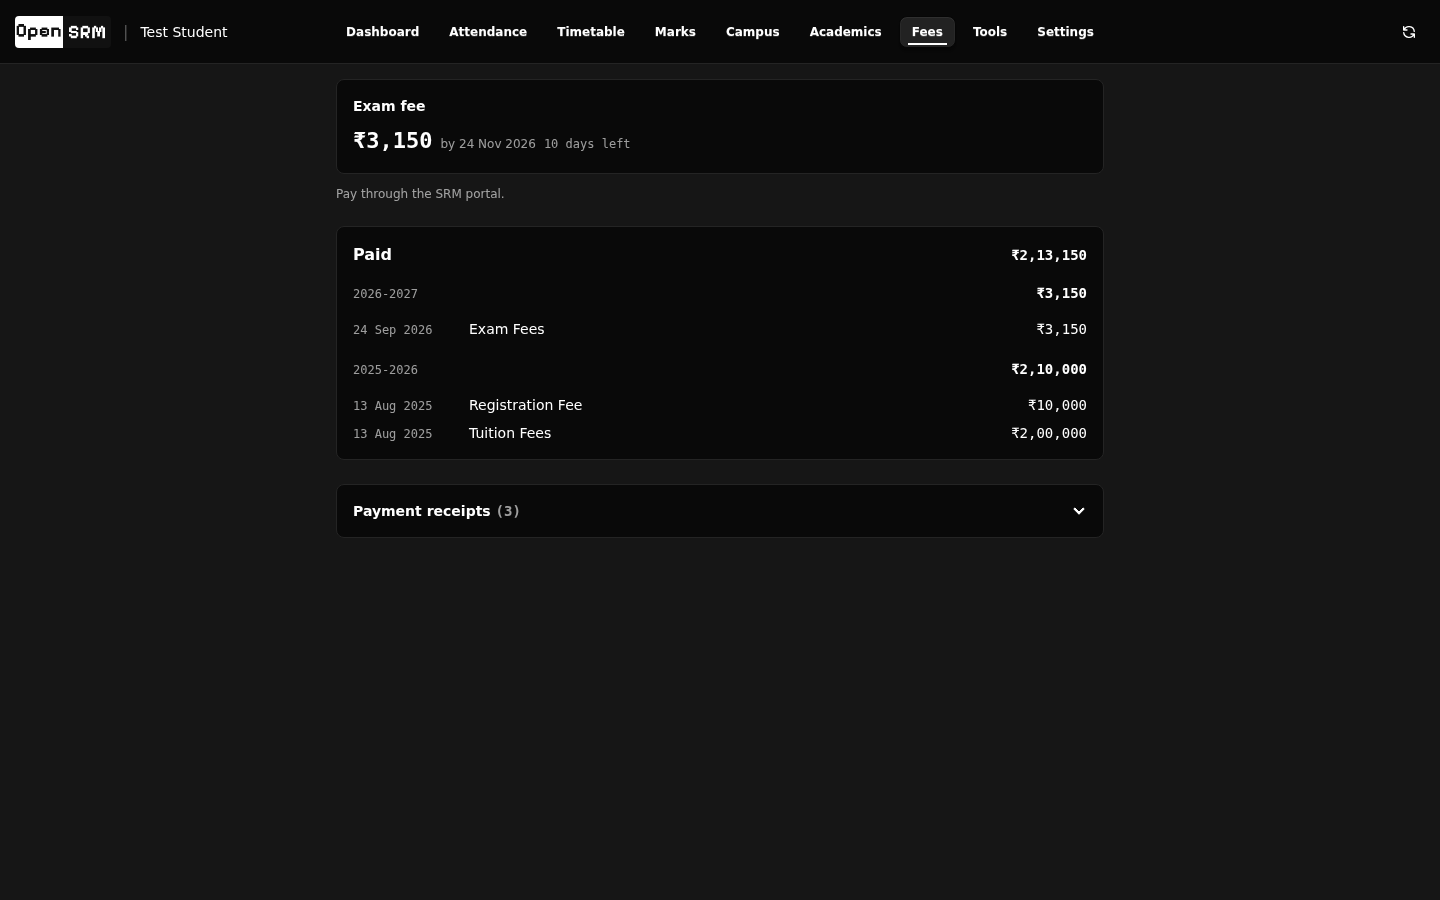 Open SRM | Test Student Dashboard Attendance Timetable Marks Campus Academics Fees Tools Settings
Exam fee
₹3,150 by 24 Nov 2026 10 days left
Pay through the SRM portal.
Paid ₹2,13,150
2026-2027 ₹3,150
24 Sep 2026 Exam Fees ₹3,150
2025-2026 ₹2,10,000
13 Aug 2025 Registration Fee ₹10,000
13 Aug 2025 Tuition Fees ₹2,00,000
Payment receipts (3)